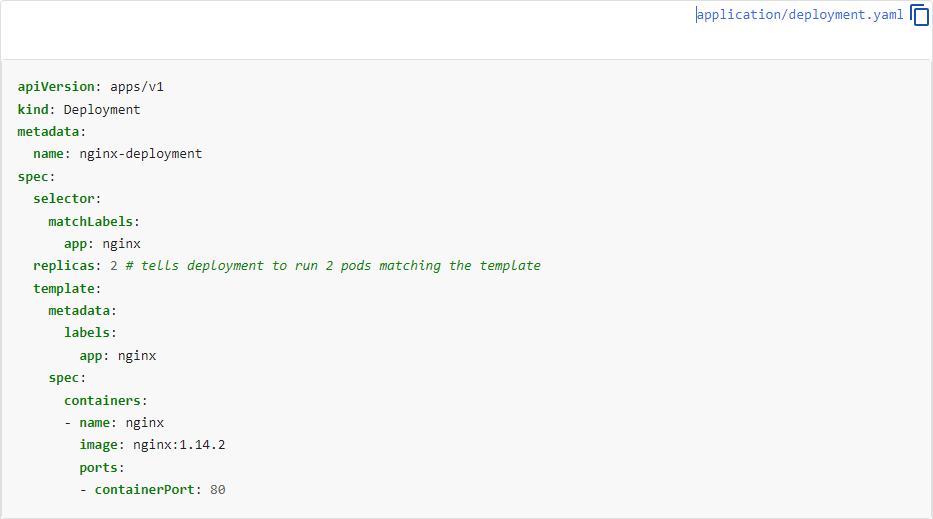 application/deployment.yaml
apiVersion: apps/v1
kind: Deployment
metadata:
  name: nginx-deployment
spec:
  selector:
    matchLabels:
      app: nginx
  replicas: 2 # tells deployment to run 2 pods matching the template
  template:
    metadata:
      labels:
        app: nginx
    spec:
      containers:
      - name: nginx
        image: nginx:1.14.2
        ports:
        - containerPort: 80